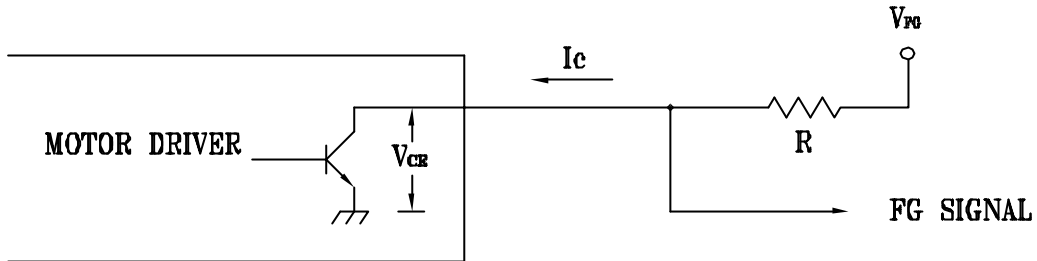 VFG
Ic
MOTOR DRIVER
VCE
R
FG SIGNAL